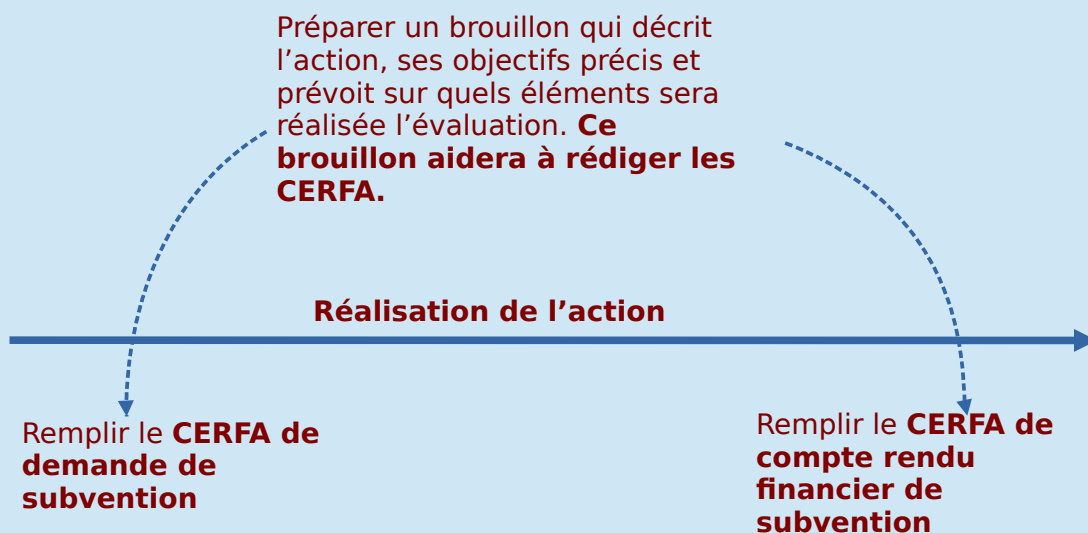 Préparer un brouillon qui décrit
l’action, ses objectifs précis et
prévoit sur quels éléments sera
réalisée l’évaluation. Ce
brouillon aidera à rédiger les
CERFA.
Réalisation de l’action
Remplir le CERFA de
demande de
subvention
Remplir le CERFA de
compte rendu
financier de
subvention